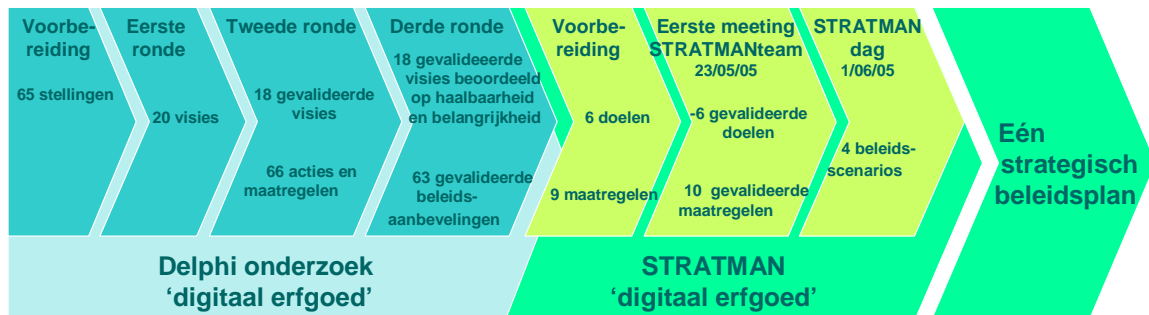 Voorbe-
reiding
65 stellingen
Eerste
ronde
20 visies
Tweede ronde
18 gevalideerde
visies
66 acties en
maatregelen
Derde ronde
18 gevalideeerde
visies beoordeeld
op haalbaarheid
en belangrijkheid
63 gevalideerde
beleids-
aanbevelingen
Voorbe-
reiding
6 doelen
9 maatregelen
Eerste meeting
STRATMANteam
23/05/05
-6 gevalideerde
doelen
10 gevalideerde
maatregelen
STRATMAN
dag
1/06/05
4 beleids-
scenarios
Eén
strategisch
beleidsplan
Delphi onderzoek
‘digitaal erfgoed’
STRATMAN
‘digitaal erfgoed’